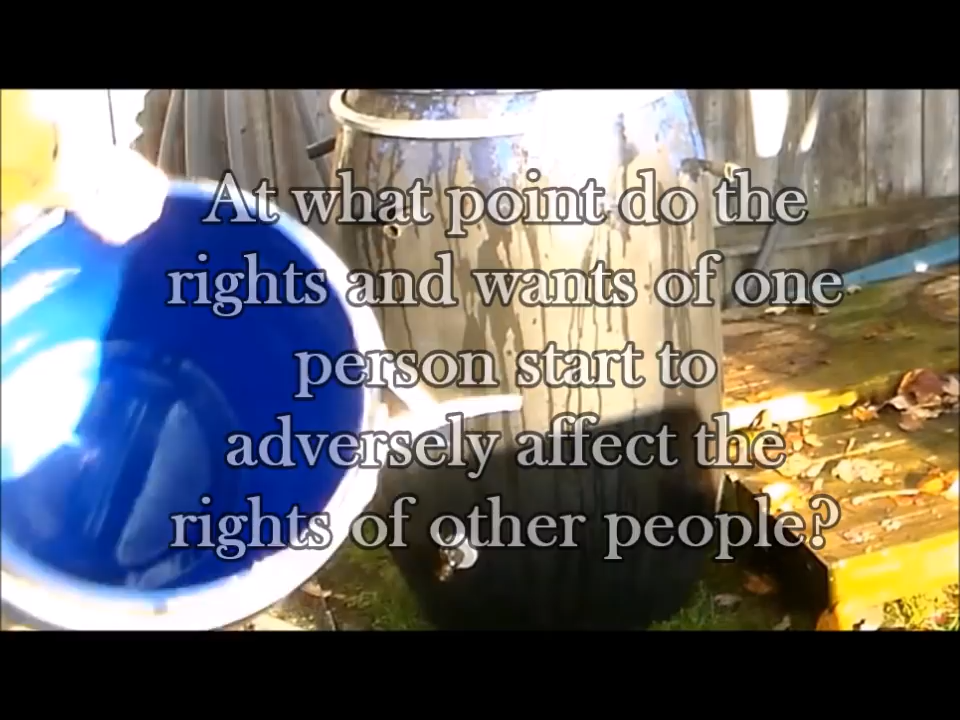 At what point do the
rights and wants of one
person start to
adversely affect the
rights of other people?